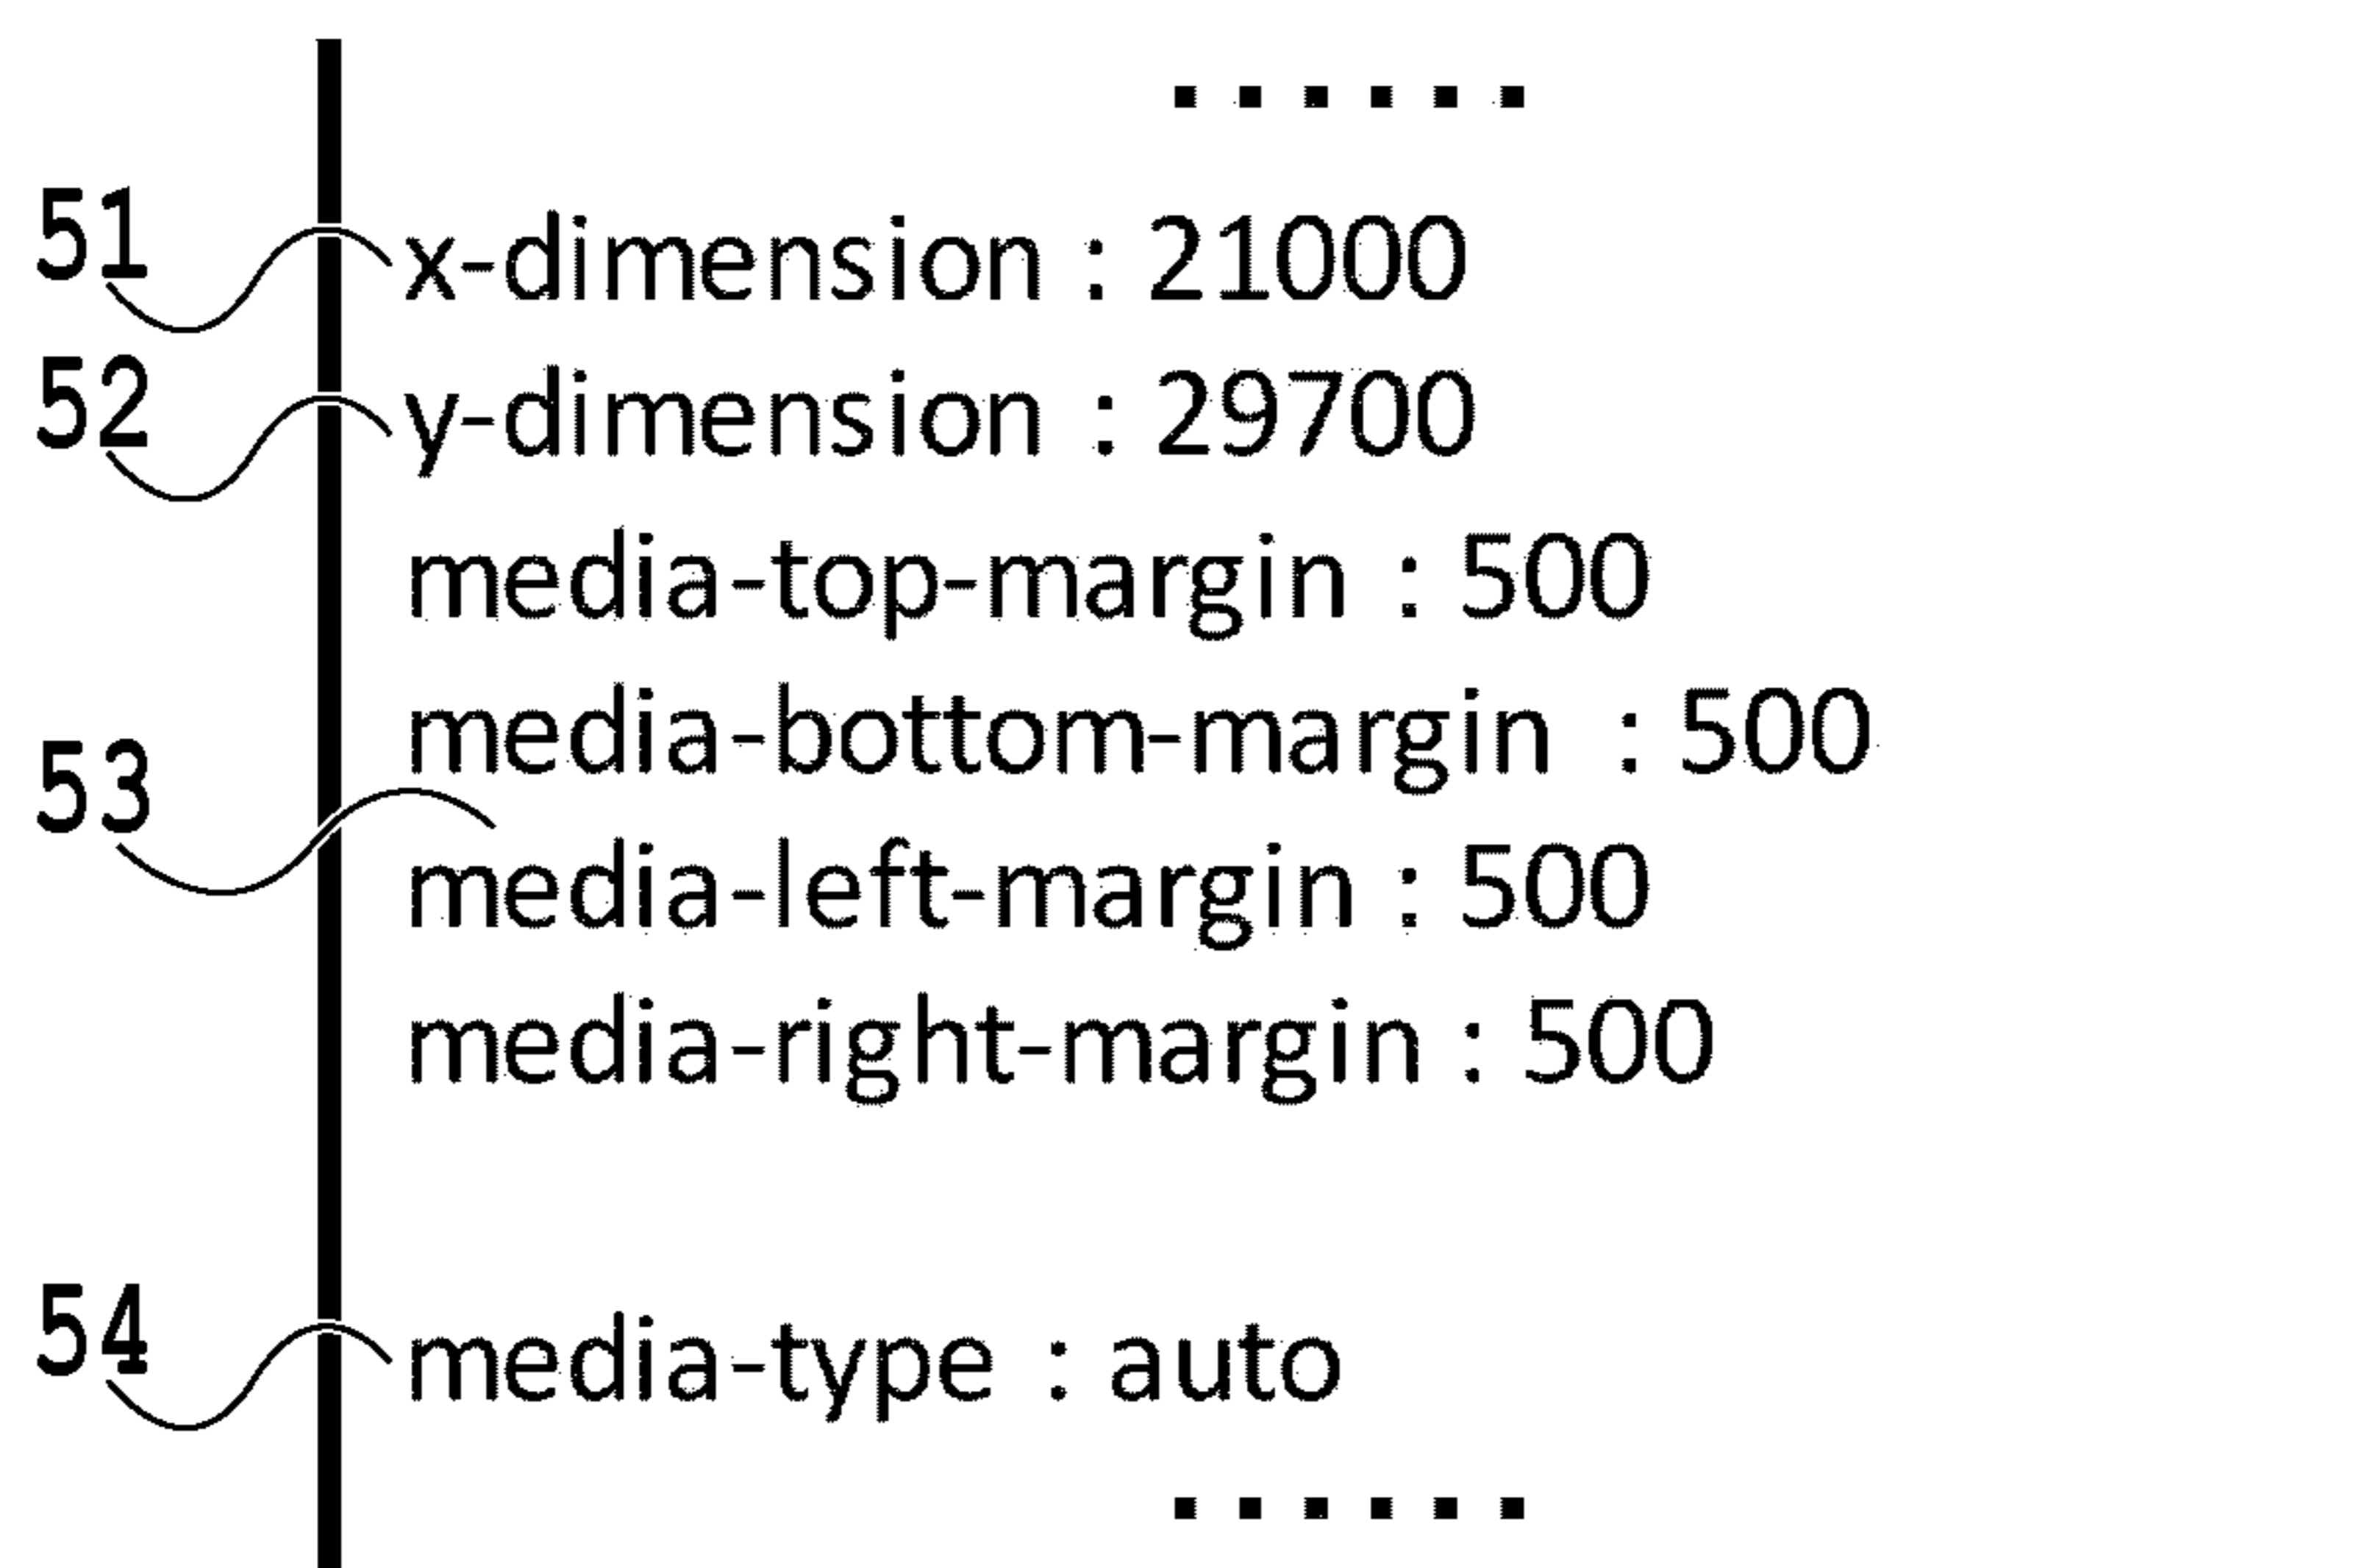 ......
51 x-dimension : 21000
52 y-dimension : 29700
media-top-margin : 500
media-bottom-margin : 500
53
media-left-margin : 500
media-right-margin : 500
54 media-type : auto
......